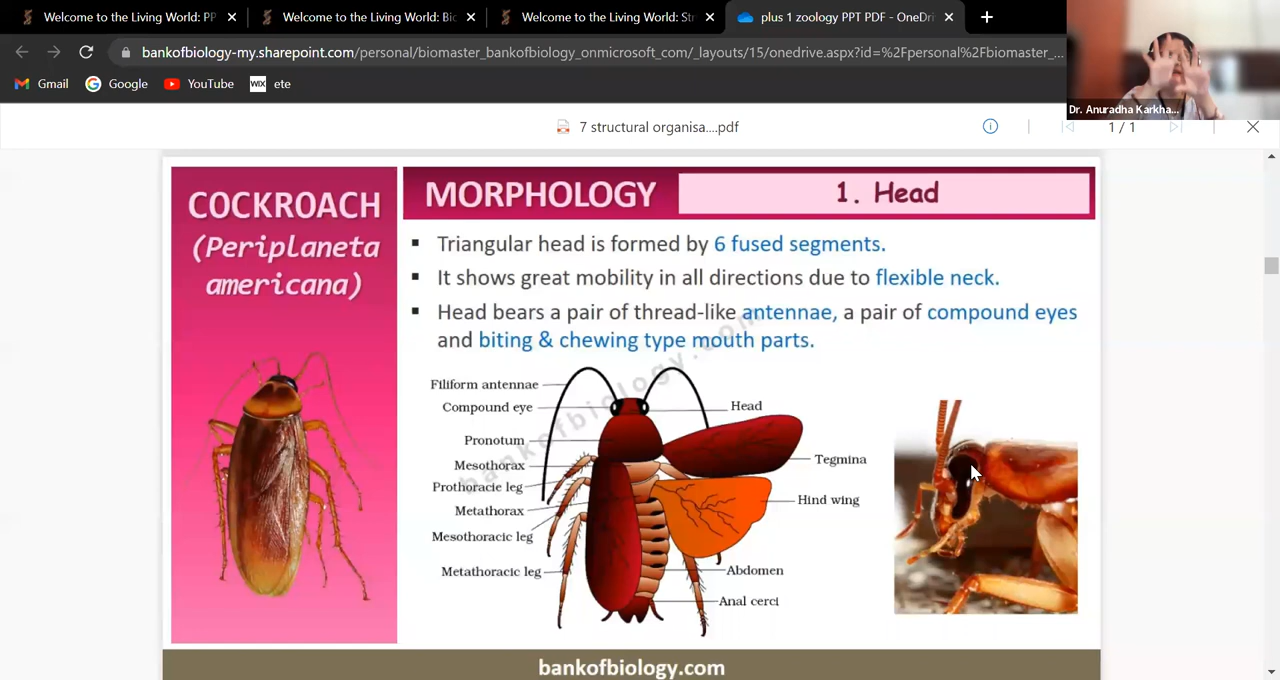 Welcome to the Living World: PP
Welcome to the Living World: Bio
Welcome to the Living World: Str
plus 1 zoology PPT PDF - OneDri
bankofbiology-my.sharepoint.com/personal/biomaster_bankofbiology_onmicrosoft_com/_layouts/15/onedrive.aspx?id=%2Fpersonal%2Fbiomaster_...
Gmail
Google
YouTube
WIX
ete
Dr. Anuradha Karkha...
7 structural organisa....pdf
1 / 1
COCKROACH
(Periplaneta
americana)
MORPHOLOGY
1. Head
▪ Triangular head is formed by 6 fused segments.
▪ It shows great mobility in all directions due to flexible neck.
▪ Head bears a pair of thread-like antennae, a pair of compound eyes
and biting & chewing type mouth parts.
Filiform antennae
Compound eye
Head
Pronotum
Mesothorax
Tegmina
Prothoracic leg
Hind wing
Metathorax
Mesothoracic leg
Metathoracic leg
Abdomen
Anal cerci
bankofbiology.com
bankofbiology.com